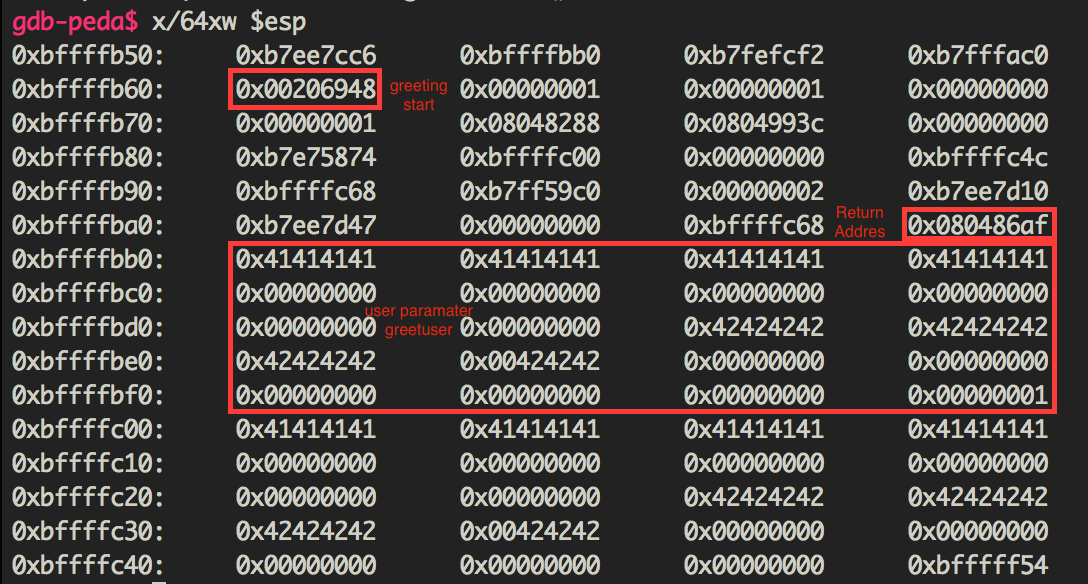 gdb-peda$ x/64xw $esp
0xbffffb50: 0xb7ee7cc6 0xbffffbb0 0xb7fefcf2 0xb7fffac0
0xbffffb60: 0x00206948 greeting start 0x00000001 0x00000001 0x00000000
0xbffffb70: 0x00000001 0x08048288 0x0804993c 0x00000000
0xbffffb80: 0xb7e75874 0xbffffc00 0x00000000 0xbffffc4c
0xbffffb90: 0xbffffc68 0xb7ff59c0 0x00000002 0xb7ee7d10
0xbffffba0: 0xb7ee7d47 0x00000000 0xbffffc68 Return Addres 0x080486af
0xbffffbb0: 0x41414141 0x41414141 0x41414141 0x41414141
0xbffffbc0: 0x00000000 0x00000000 0x00000000 0x00000000
user paramater
0xbffffbd0: 0x00000000 0x00000000 0x42424242 0x42424242
greetuser
0xbffffbe0: 0x42424242 0x00424242 0x00000000 0x00000000
0xbffffbf0: 0x00000000 0x00000000 0x00000000 0x00000001
0xbffffc00: 0x41414141 0x41414141 0x41414141 0x41414141
0xbffffc10: 0x00000000 0x00000000 0x00000000 0x00000000
0xbffffc20: 0x00000000 0x00000000 0x42424242 0x42424242
0xbffffc30: 0x42424242 0x00424242 0x00000000 0x00000000
0xbffffc40: 0x00000000 0x00000000 0x00000000 0xbfffff54